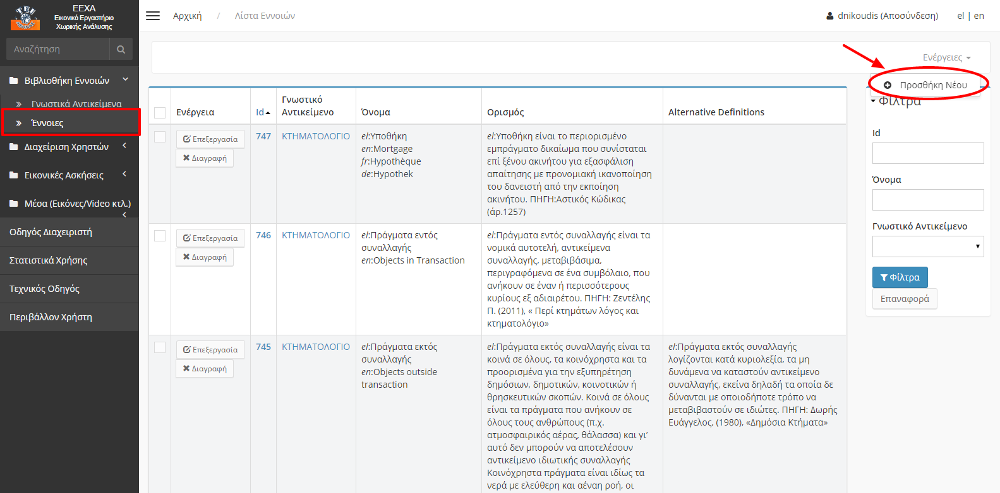 ΕΕΧΑ
Εικονικό Εργαστήριο
Χωρικής Ανάλυσης
Αναζήτηση
Βιβλιοθήκη Εννοιών
Γνωστικά Αντικείμενα
Έννοιες
Διαχείριση Χρηστών
Εικονικές Ασκήσεις
Μέσα (Εικόνες/Video κτλ.)
Οδηγός Διαχειριστή
Στατιστικά Χρήσης
Τεχνικός Οδηγός
Περιβάλλον Χρήστη
Αρχική / Λίστα Εννοιών
dnikoudis (Αποσύνδεση) el | en
Ενέργειες
Προσθήκη Νέου
Ενέργεια
Id
Γνωστικό
Αντικείμενο
Όνομα
Ορισμός
Alternative Definitions
Επεξεργασία
Διαγραφή
747
ΚΤΗΜΑΤΟΛΟΓΙΟ
el:Υποθήκη
en:Mortgage
fr:Hypothèque
de:Hypothek
el:Υποθήκη είναι το περιορισμένο
εμπράγματο δικαίωμα που συνίσταται
επί ξένου ακινήτου για εξασφάλιση
απαίτησης με προνομιακή ικανοποίηση
του δανειστή από την εκποίηση
ακινήτου. ΠΗΓΗ:Αστικός Κώδικας
(άρ.1257)
Επεξεργασία
Διαγραφή
746
ΚΤΗΜΑΤΟΛΟΓΙΟ
el:Πράγματα εντός
συναλλαγής
en:Objects in Transaction
el:Πράγματα εντός συναλλαγής είναι τα
νομικά αυτοτελή, αντικείμενα
συναλλαγής, μεταβιβάσιμα,
περιγραφόμενα σε ένα συμβόλαιο, που
ανήκουν σε έναν ή περισσότερους
κυρίους εξ αδιαιρέτου. ΠΗΓΗ: Ζεντέλης
Π. (2011), « Περί κτημάτων λόγος και
κτηματολόγιο»
Επεξεργασία
Διαγραφή
745
ΚΤΗΜΑΤΟΛΟΓΙΟ
el:Πράγματα εκτός
συναλλαγής
en:Objects outside
transaction
el:Πράγματα εκτός συναλλαγής είναι τα
κοινά σε όλους, τα κοινόχρηστα και τα
προορισμένα για την εξυπηρέτηση
δημόσιων, δημοτικών, κοινοτικών ή
θρησκευτικών σκοπών. Κοινά σε όλους
είναι τα πράγματα που ανήκουν σε
όλους τους ανθρώπους (π.χ.
ατμοσφαιρικός αέρας, θάλασσα) και γι’
αυτό δεν μπορούν να αποτελέσουν
αντικείμενο ιδιωτικής συναλλαγής
Κοινόχρηστα πράγματα είναι ιδίως τα
νερά με ελεύθερη και αέναη ροή, οι
el:Πράγματα εκτός συναλλαγής
λογίζονται κατά κυριολεξία, τα μη
δυνάμενα να καταστούν αντικείμενο
συναλλαγής, εκείνα δηλαδή τα οποία δε
δύνανται με οποιοδήποτε τρόπο να
μεταβιβαστούν σε ιδιώτες. ΠΗΓΗ: Δωρής
Ευάγγελος, (1980), «Δημόσια Κτήματα»
Φίλτρα
Id
Όνομα
Γνωστικό Αντικείμενο
Φίλτρα
Επαναφορά